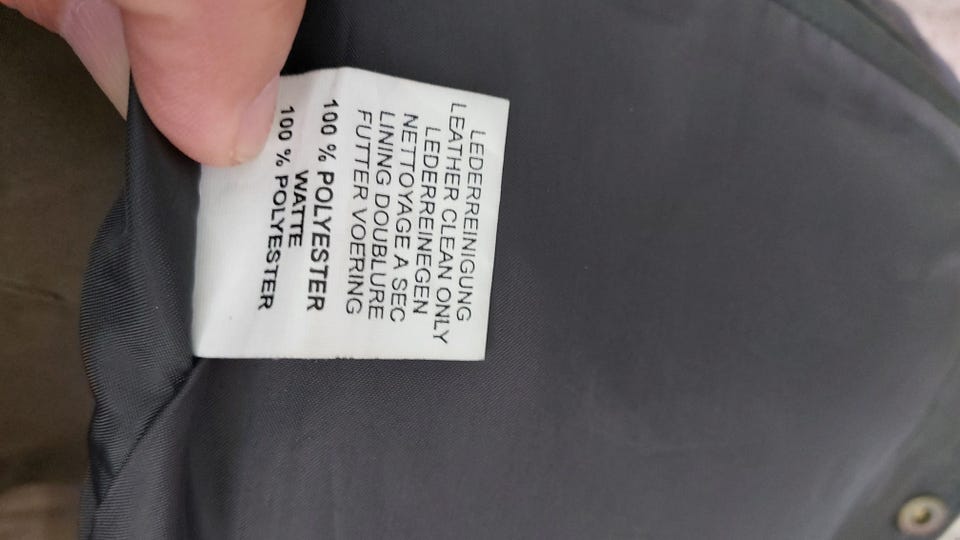 LEDERREINIGUNG
LEATHER CLEAN ONLY
LEDERREINEGEN
NETTOYAGE A SEC
LINING DOUBLURE
FUTTER VOERING
100 % POLYESTER
WATTE
100 % POLYESTER